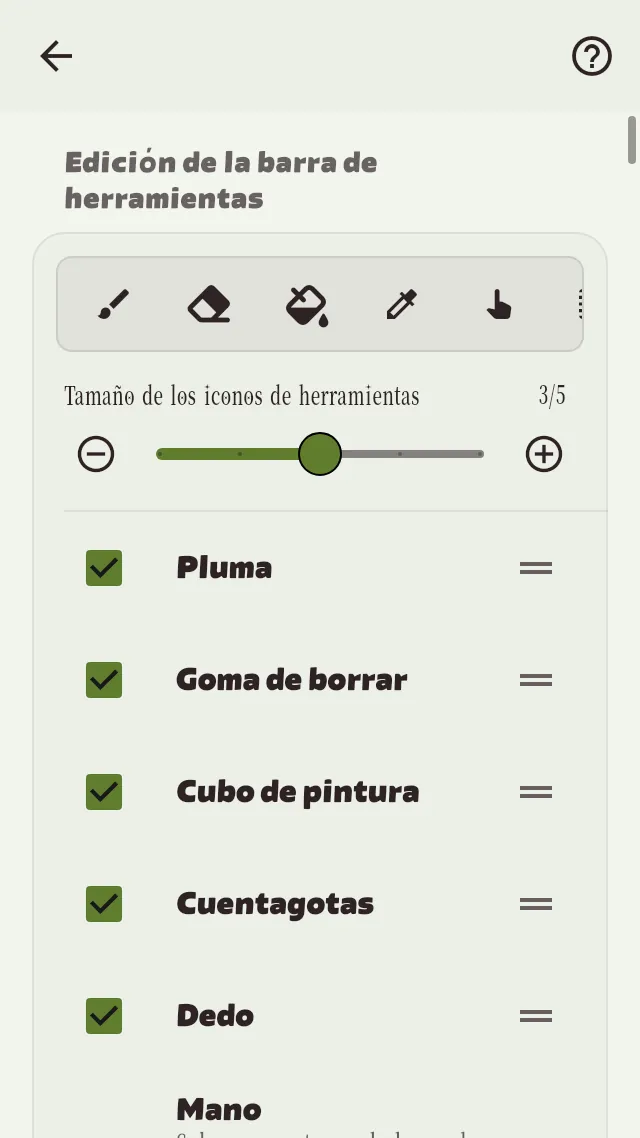 Edición de la barra de
herramientas
Tamaño de los iconos de herramientas
3/5
Pluma
Goma de borrar
Cubo de pintura
Cuentagotas
Dedo
Mano